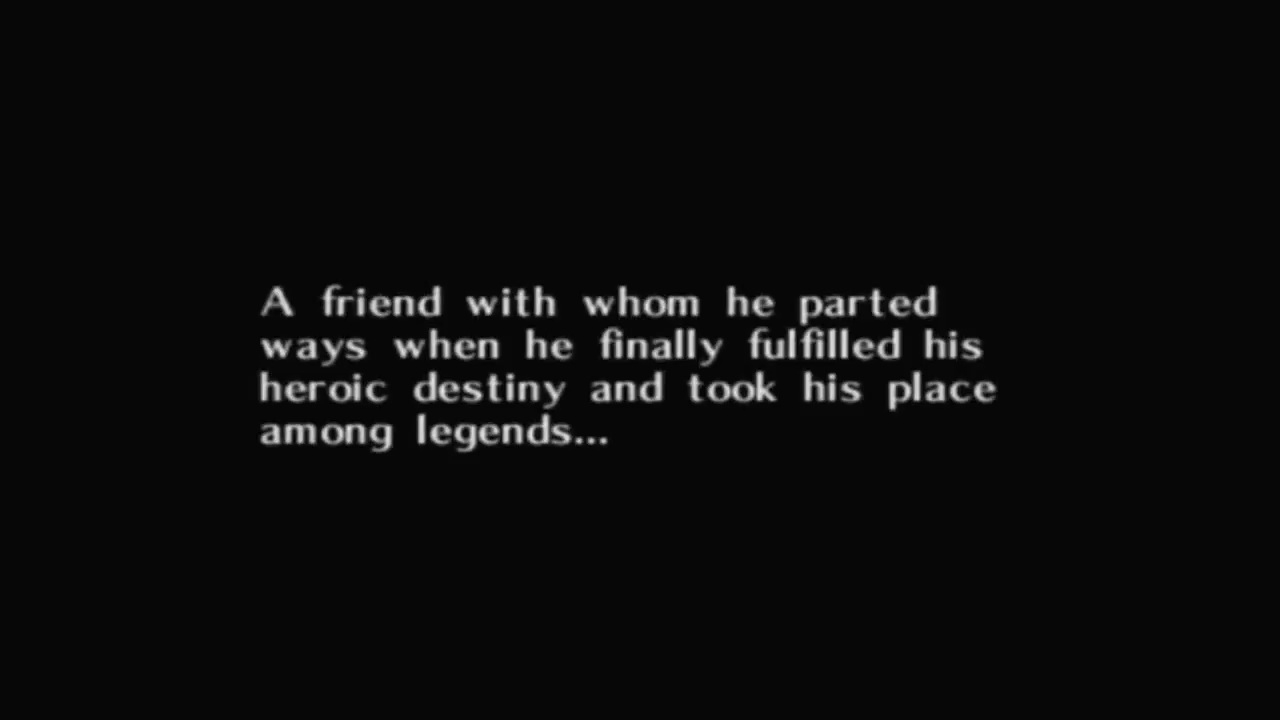 A friend with whom he parted
ways when he finally fulfilled his
heroic destiny and took his place
among legends...